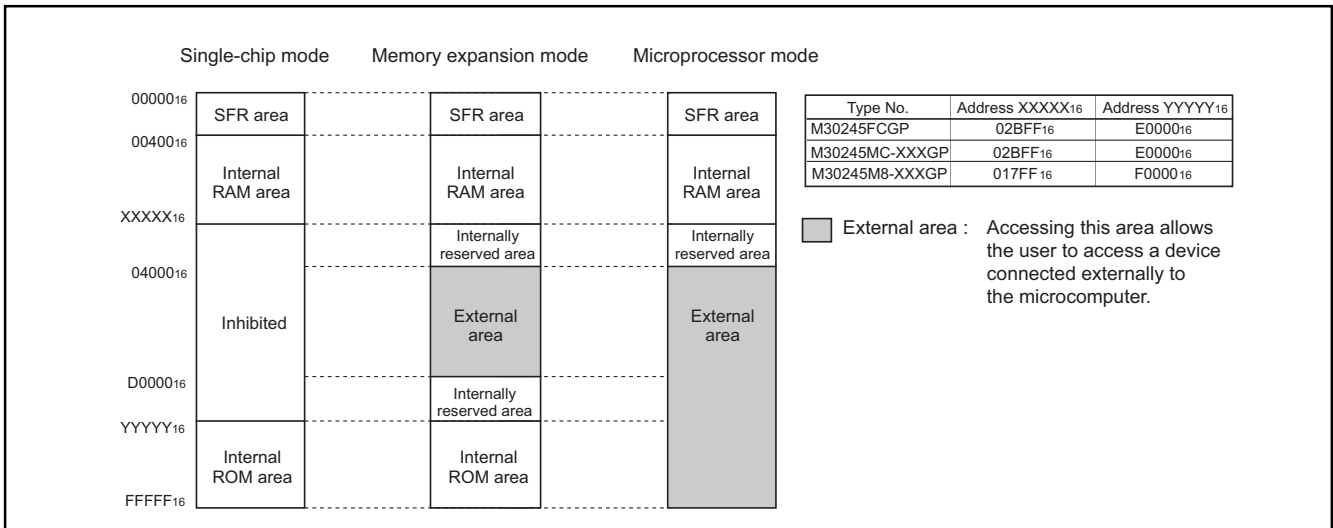 Single-chip mode Memory expansion mode Microprocessor mode
0000016
SFR area SFR area SFR area
0040016
Internal RAM area Internal RAM area Internal RAM area
XXXXX16
Internally reserved area Internally reserved area
0400016
Inhibited External area External area
D000016
Internally reserved area
YYYYY16
Internal ROM area Internal ROM area
FFFFF16
Type No. Address XXXXX16 Address YYYYY16
M30245FCGP 02BFF16 E000016
M30245MC-XXXGP 02BFF16 E000016
M30245M8-XXXGP 017FF16 F000016
External area : Accessing this area allows
the user to access a device
connected externally to
the microcomputer.